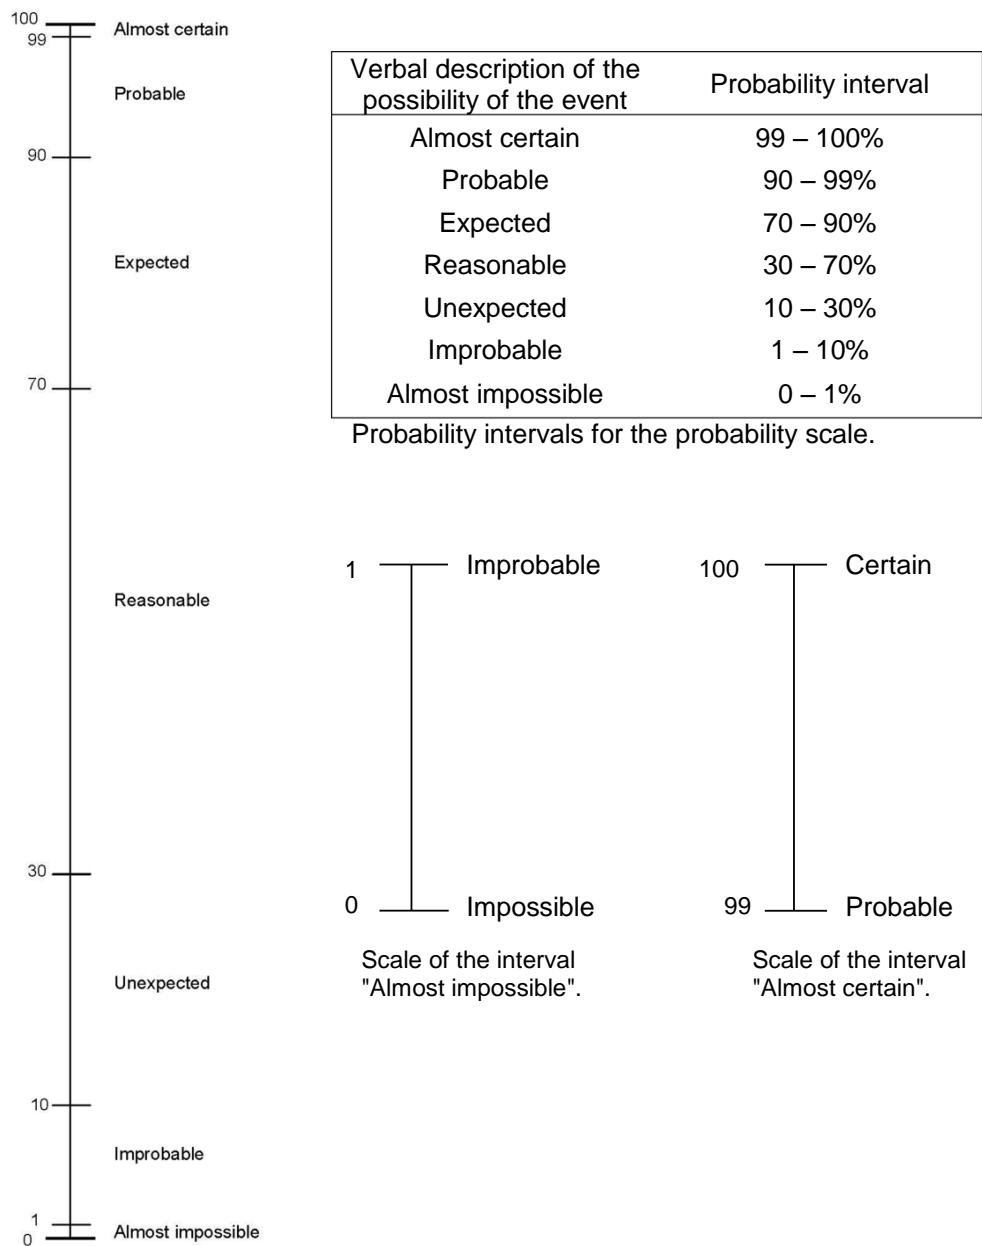 100
99
Almost certain
Probable
90
Expected
70
Reasonable
30
Unexpected
10
Improbable
1
0
Almost impossible
Verbal description of the possibility of the event Probability interval
Almost certain 99 – 100%
Probable 90 – 99%
Expected 70 – 90%
Reasonable 30 – 70%
Unexpected 10 – 30%
Improbable 1 – 10%
Almost impossible 0 – 1%
Probability intervals for the probability scale.
1 Improbable
0 Impossible
Scale of the interval
"Almost impossible".
100 Certain
99 Probable
Scale of the interval
"Almost certain".